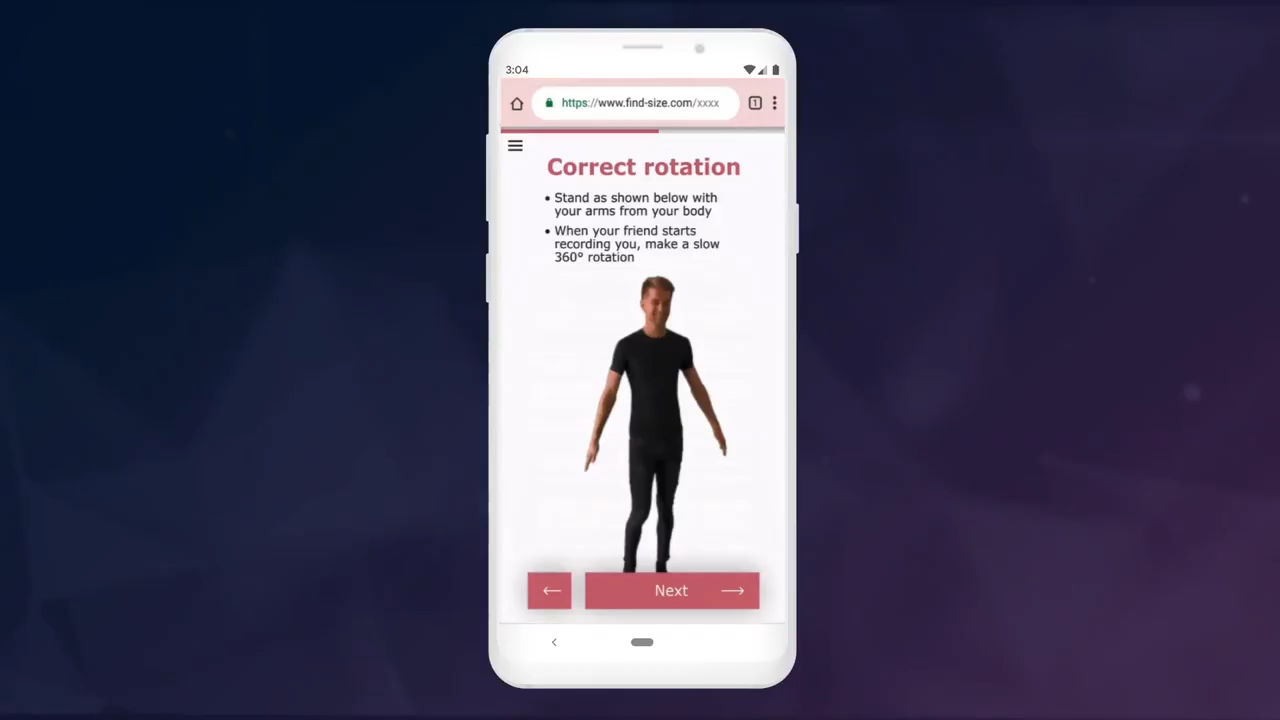 3:04
https://www.find-size.com/xxxx
1
Correct rotation
• Stand as shown below with
your arms from your body
• When your friend starts
recording you, make a slow
360° rotation
Next